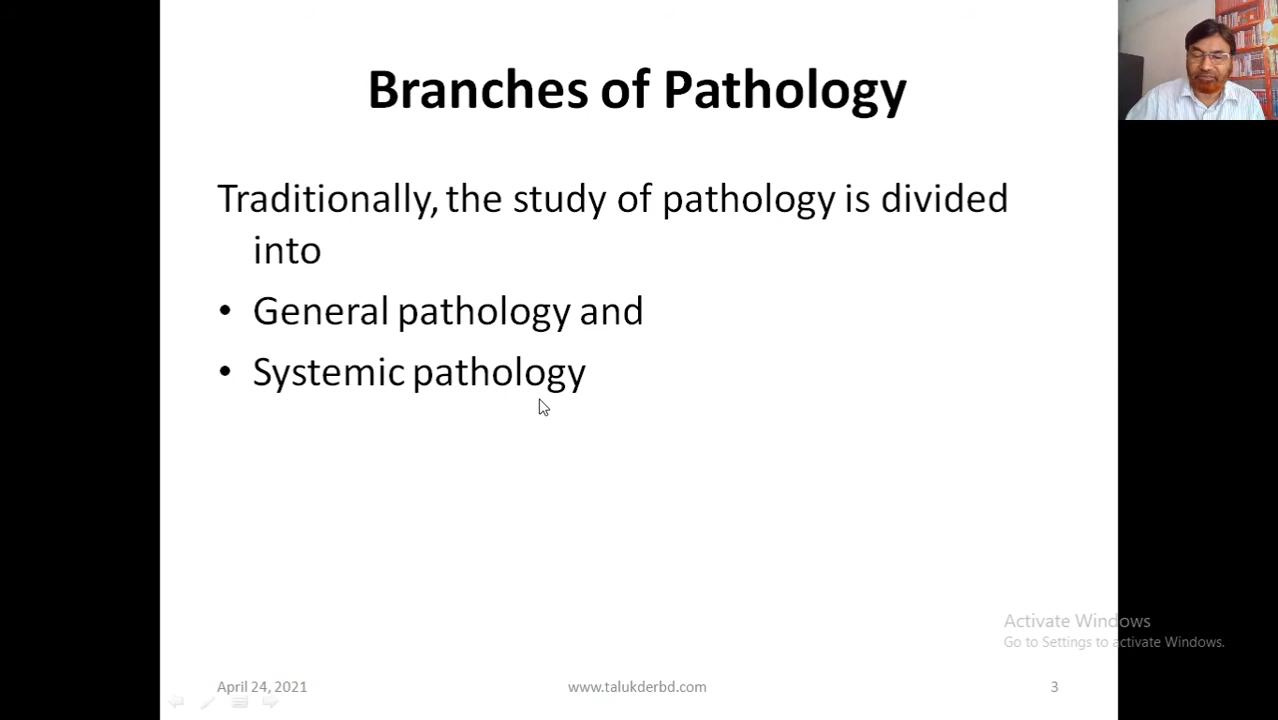 Branches of Pathology
Traditionally, the study of pathology is divided
into
• General pathology and
• Systemic pathology
Activate Windows
Go to Settings to activate Windows.
April 24, 2021
www.talukderbd.com
3